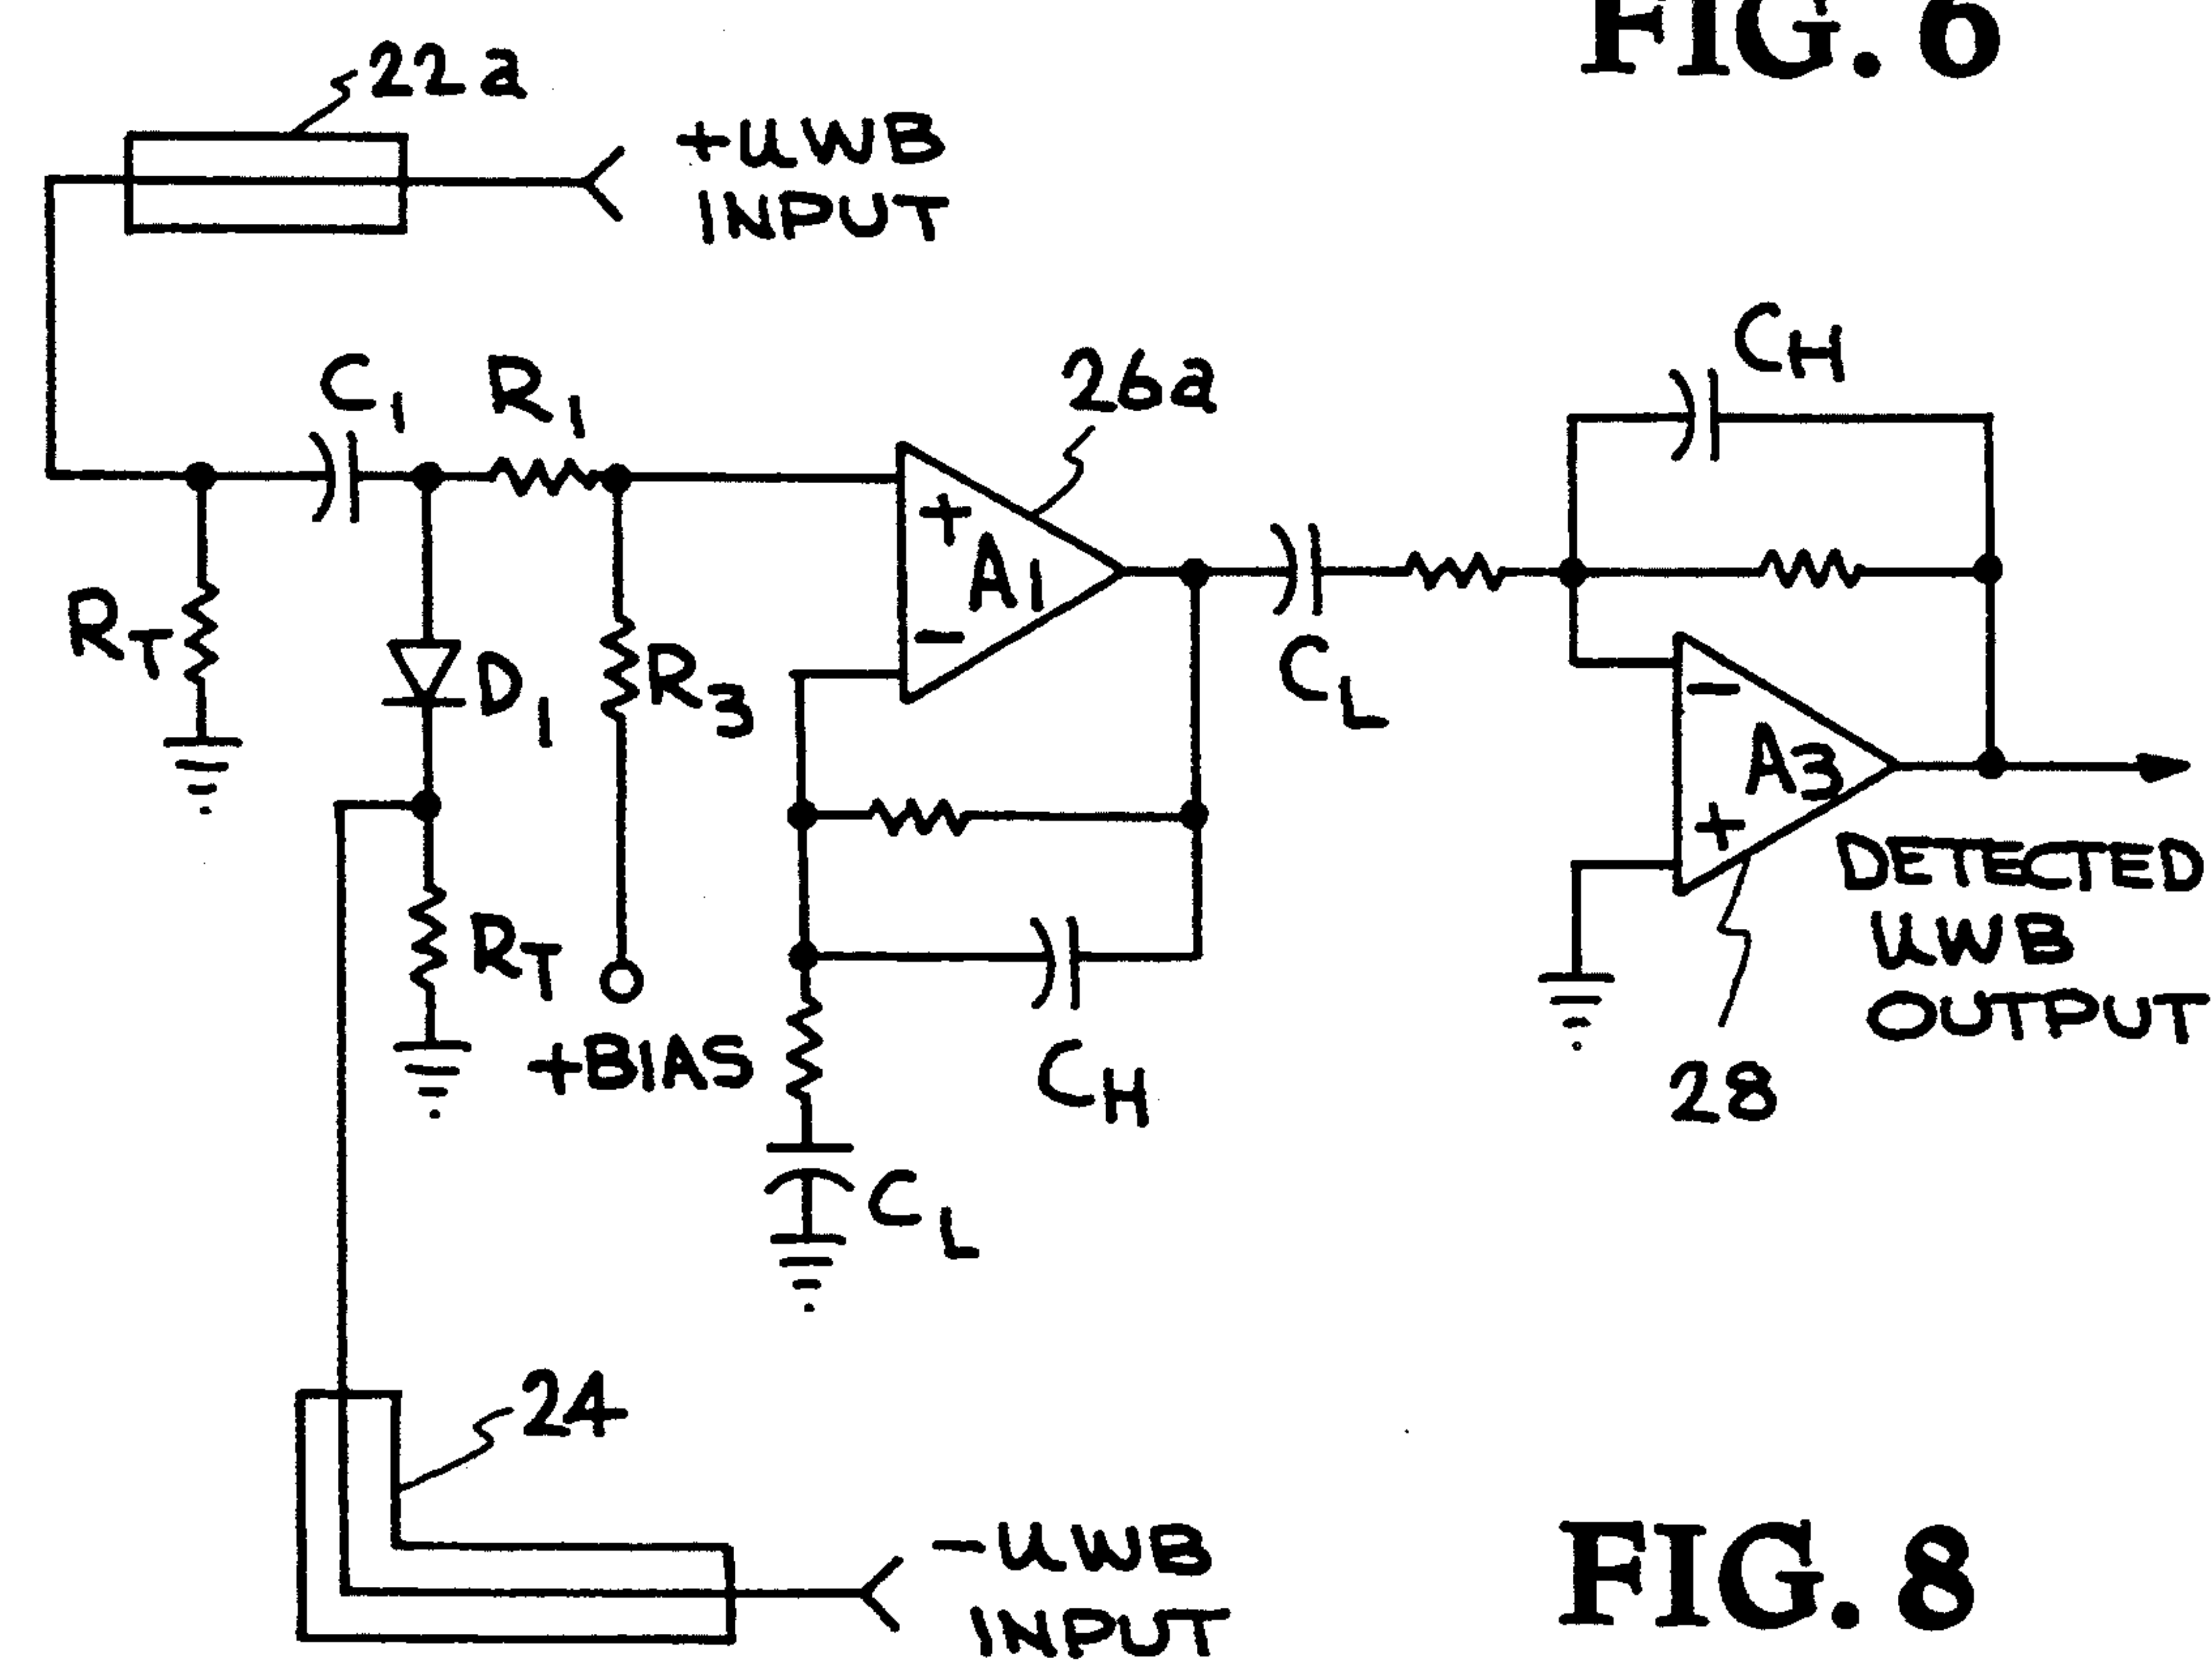 FIG. 6
22a
+UWB
INPUT
C1
R1
26a
CH
+
A1
−
RT
D1
R3
CL
−
A3
+
DETECTED
UWB
OUTPUT
RT
+BIAS
CH
28
CL
24
−UWB
INPUT
FIG. 8